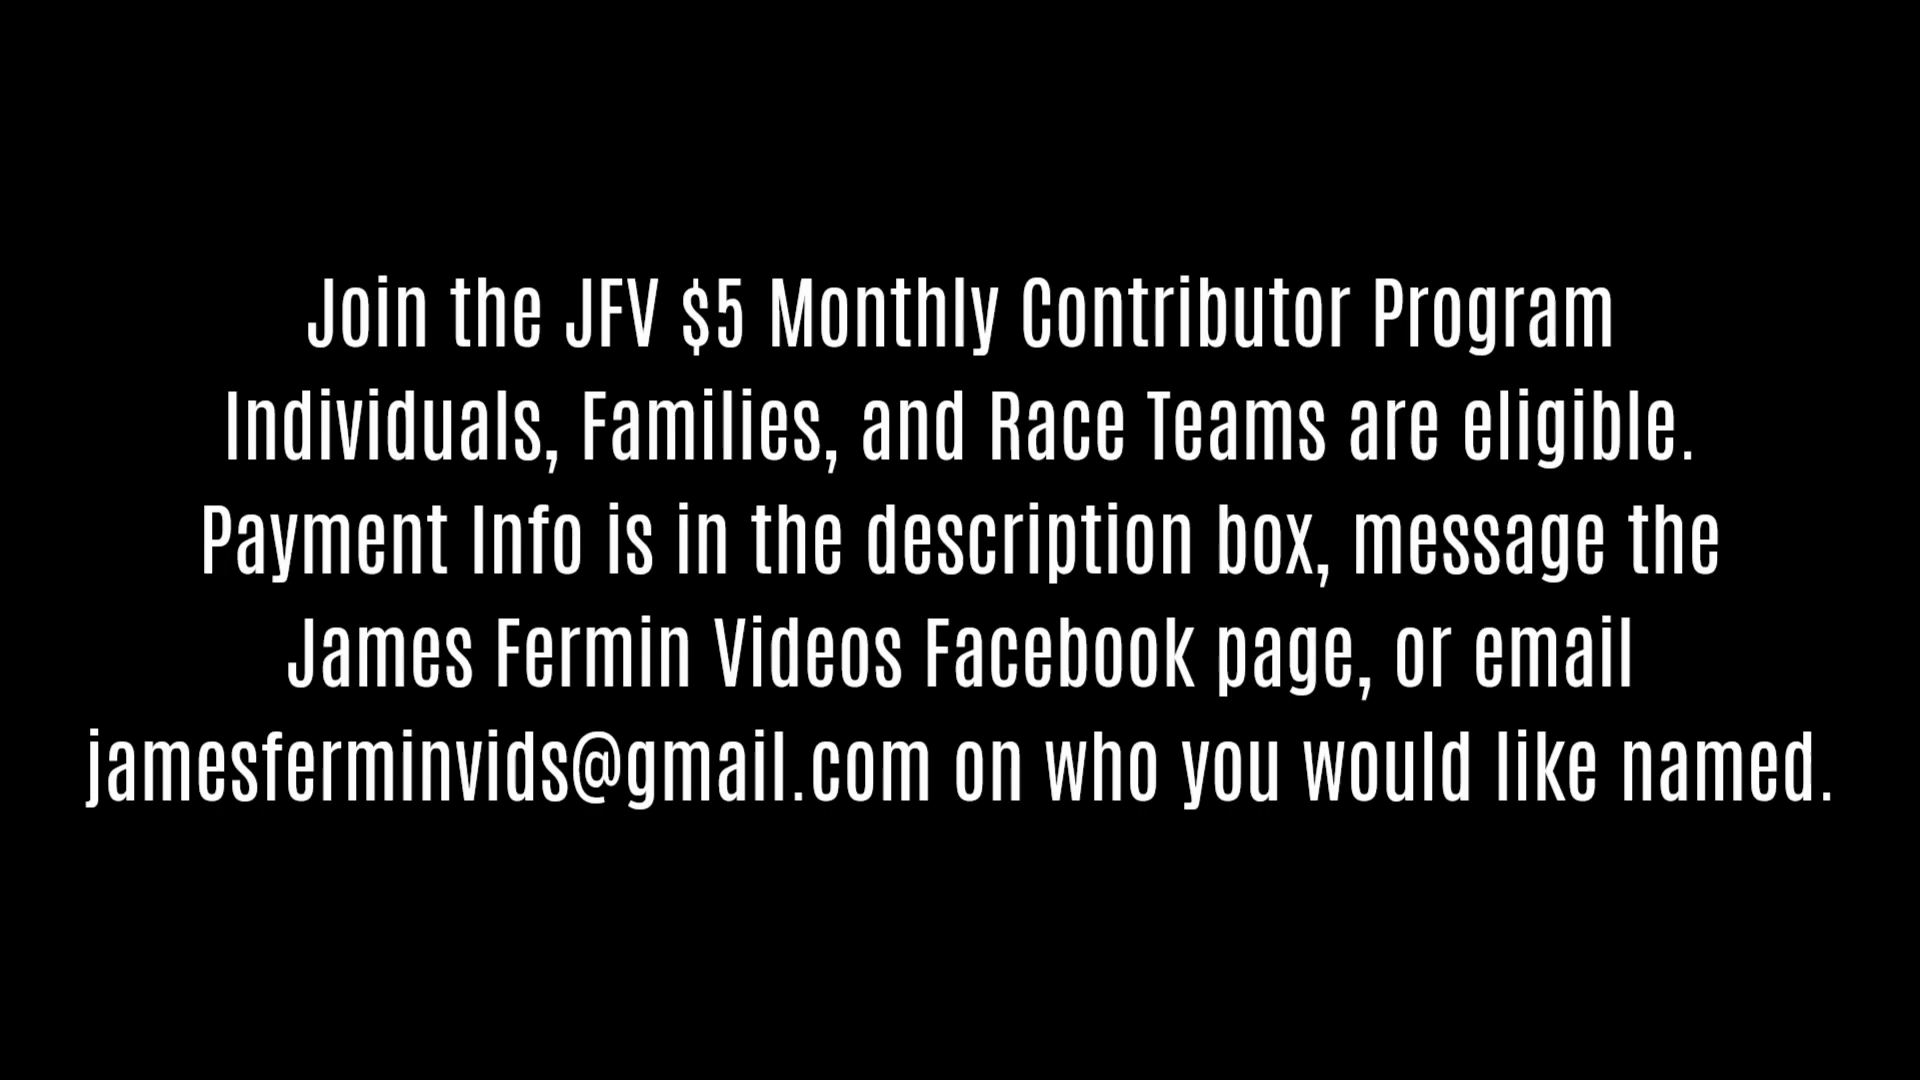 Join the JFV $5 Monthly Contributor Program
Individuals, Families, and Race Teams are eligible.
Payment Info is in the description box, message the
James Fermin Videos Facebook page, or email
jamesferminvids@gmail.com on who you would like named.